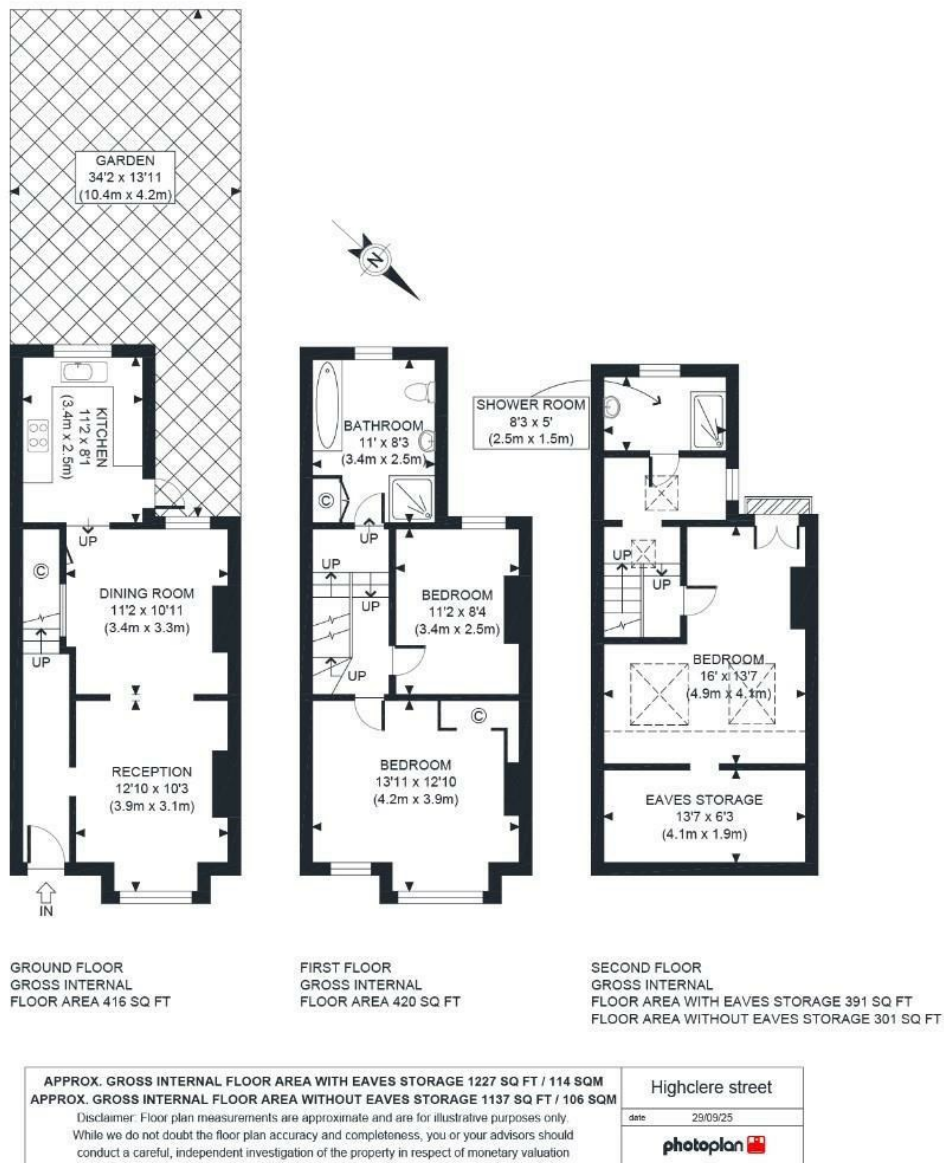 GARDEN
34'2 x 13'11
(10.4m x 4.2m)
N
KITCHEN
11'2 x 8'1
(3.4m x 2.5m)
UP
C
UP
DINING ROOM
11'2 x 10'11
(3.4m x 3.3m)
RECEPTION
12'10 x 10'3
(3.9m x 3.1m)
IN
BATHROOM
11' x 8'3
(3.4m x 2.5m)
C
UP
UP
UP
UP
BEDROOM
11'2 x 8'4
(3.4m x 2.5m)
C
BEDROOM
13'11 x 12'10
(4.2m x 3.9m)
SHOWER ROOM
8'3 x 5'
(2.5m x 1.5m)
UP
UP
BEDROOM
16' x 13'7
(4.9m x 4.1m)
EAVES STORAGE
13'7 x 6'3
(4.1m x 1.9m)
GROUND FLOOR
GROSS INTERNAL
FLOOR AREA 416 SQ FT
FIRST FLOOR
GROSS INTERNAL
FLOOR AREA 420 SQ FT
SECOND FLOOR
GROSS INTERNAL
FLOOR AREA WITH EAVES STORAGE 391 SQ FT
FLOOR AREA WITHOUT EAVES STORAGE 301 SQ FT
APPROX. GROSS INTERNAL FLOOR AREA WITH EAVES STORAGE 1227 SQ FT / 114 SQM
APPROX. GROSS INTERNAL FLOOR AREA WITHOUT EAVES STORAGE 1137 SQ FT / 106 SQM
Disclaimer: Floor plan measurements are approximate and are for illustrative purposes only.
While we do not doubt the floor plan accuracy and completeness, you or your advisors should
conduct a careful, independent investigation of the property in respect of monetary valuation
Highclere street
date 29/09/25
photoplan